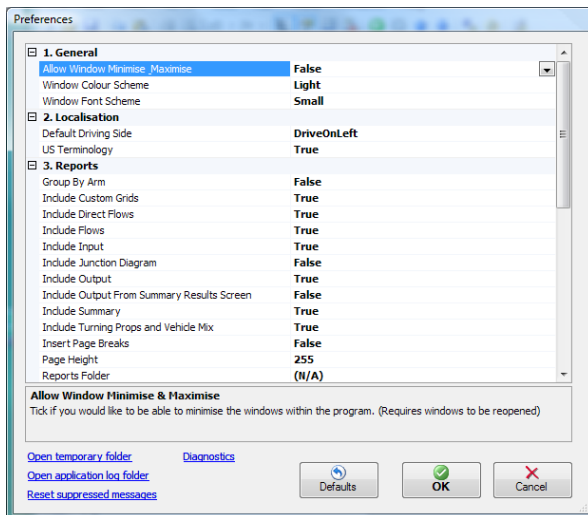 Preferences
1. General
Allow Window Minimise _Maximise False
Window Colour Scheme Light
Window Font Scheme Small
2. Localisation
Default Driving Side DriveOnLeft
US Terminology True
3. Reports
Group By Arm False
Include Custom Grids True
Include Direct Flows True
Include Flows True
Include Input True
Include Junction Diagram False
Include Output True
Include Output From Summary Results Screen False
Include Summary True
Include Turning Props and Vehicle Mix True
Insert Page Breaks False
Page Height 255
Reports Folder (N/A)
Allow Window Minimise & Maximise
Tick if you would like to be able to minimise the windows within the program. (Requires windows to be reopened)
Open temporary folder Diagnostics
Open application log folder
Reset suppressed messages
Defaults OK Cancel